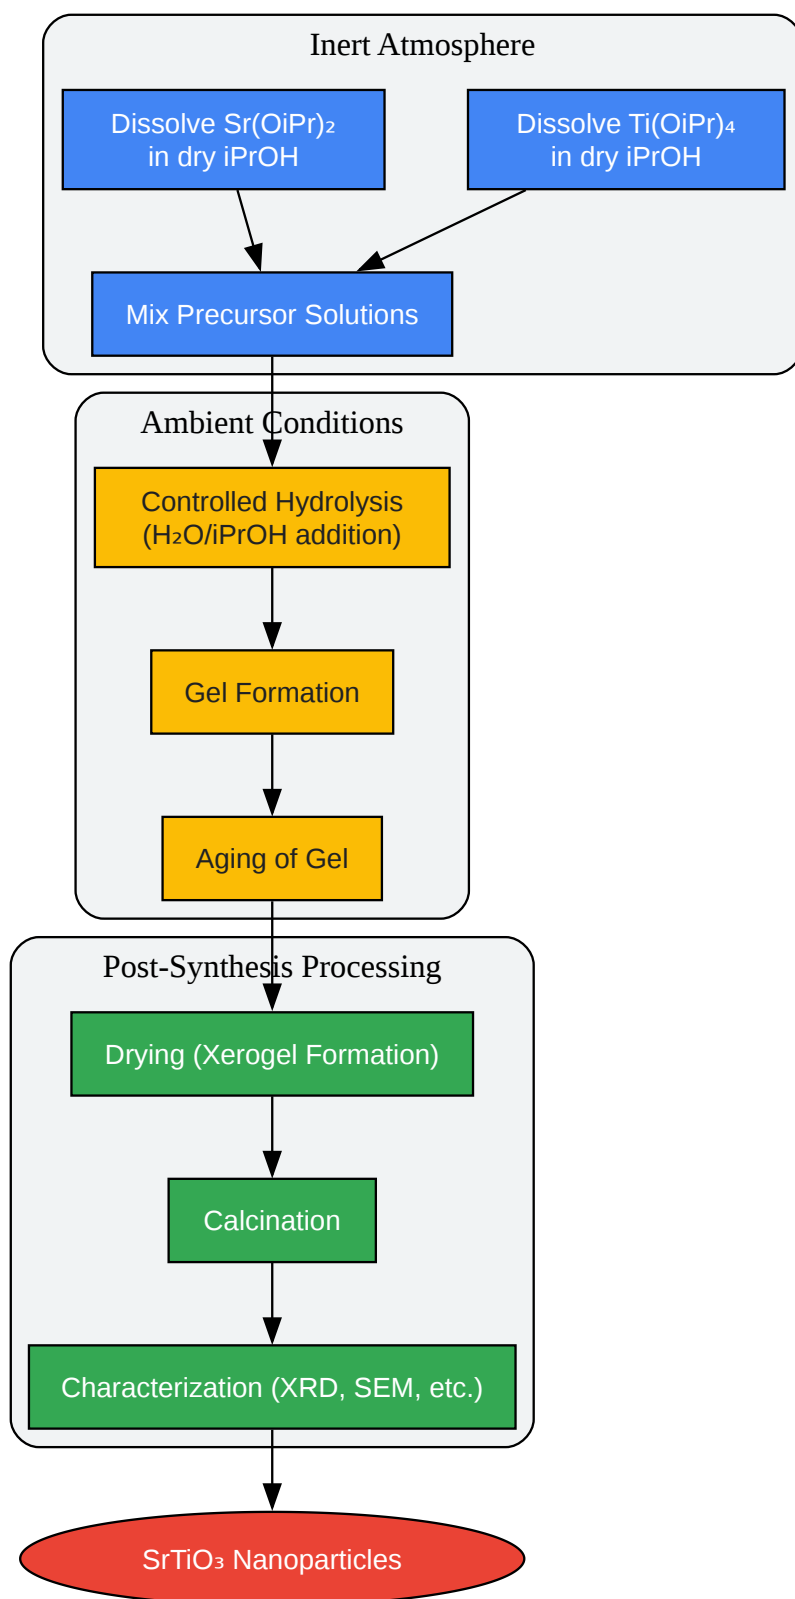 Inert Atmosphere
Dissolve Sr(OiPr)₂
in dry iPrOH
Dissolve Ti(OiPr)₄
in dry iPrOH
Mix Precursor Solutions
Ambient Conditions
Controlled Hydrolysis
(H₂O/iPrOH addition)
Gel Formation
Aging of Gel
Post-Synthesis Processing
Drying (Xerogel Formation)
Calcination
Characterization (XRD, SEM, etc.)
SrTiO₃ Nanoparticles